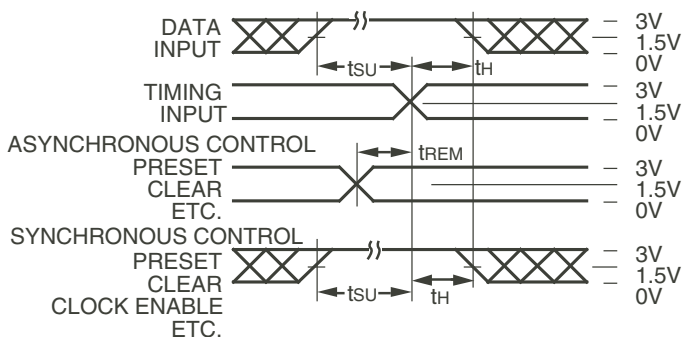 DATA
INPUT
3V
1.5V
0V
tSU
tH
TIMING
INPUT
3V
1.5V
0V
ASYNCHRONOUS CONTROL
PRESET
CLEAR
ETC.
tREM
3V
1.5V
0V
SYNCHRONOUS CONTROL
PRESET
CLEAR
CLOCK ENABLE
ETC.
3V
1.5V
0V
tSU
tH